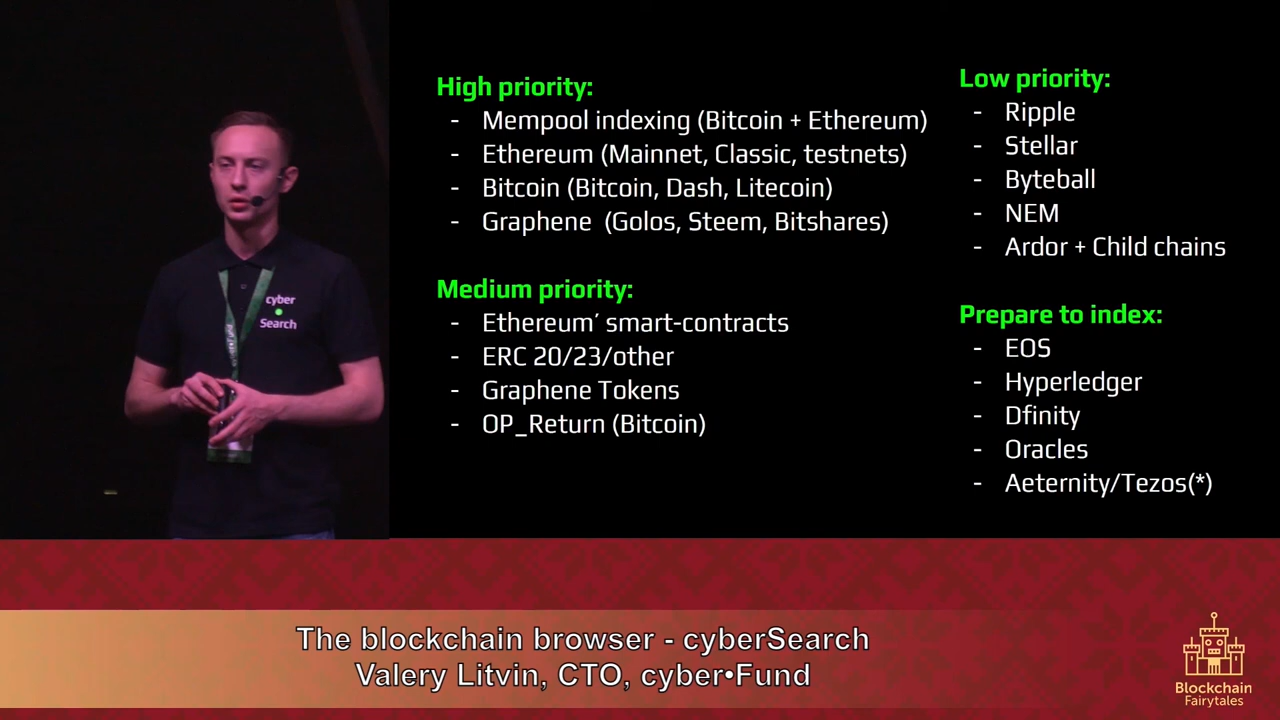 High priority:
- Mempool indexing (Bitcoin + Ethereum)
- Ethereum (Mainnet, Classic, testnets)
- Bitcoin (Bitcoin, Dash, Litecoin)
- Graphene (Golos, Steem, Bitshares)
Medium priority:
- Ethereum’ smart-contracts
- ERC 20/23/other
- Graphene Tokens
- OP_Return (Bitcoin)
Low priority:
- Ripple
- Stellar
- Byteball
- NEM
- Ardor + Child chains
Prepare to index:
- EOS
- Hyperledger
- Dfinity
- Oracles
- Aeternity/Tezos(*)
cyber
Search
The blockchain browser - cyberSearch
Valery Litvin, CTO, cyber•Fund
Blockchain
Fairytales